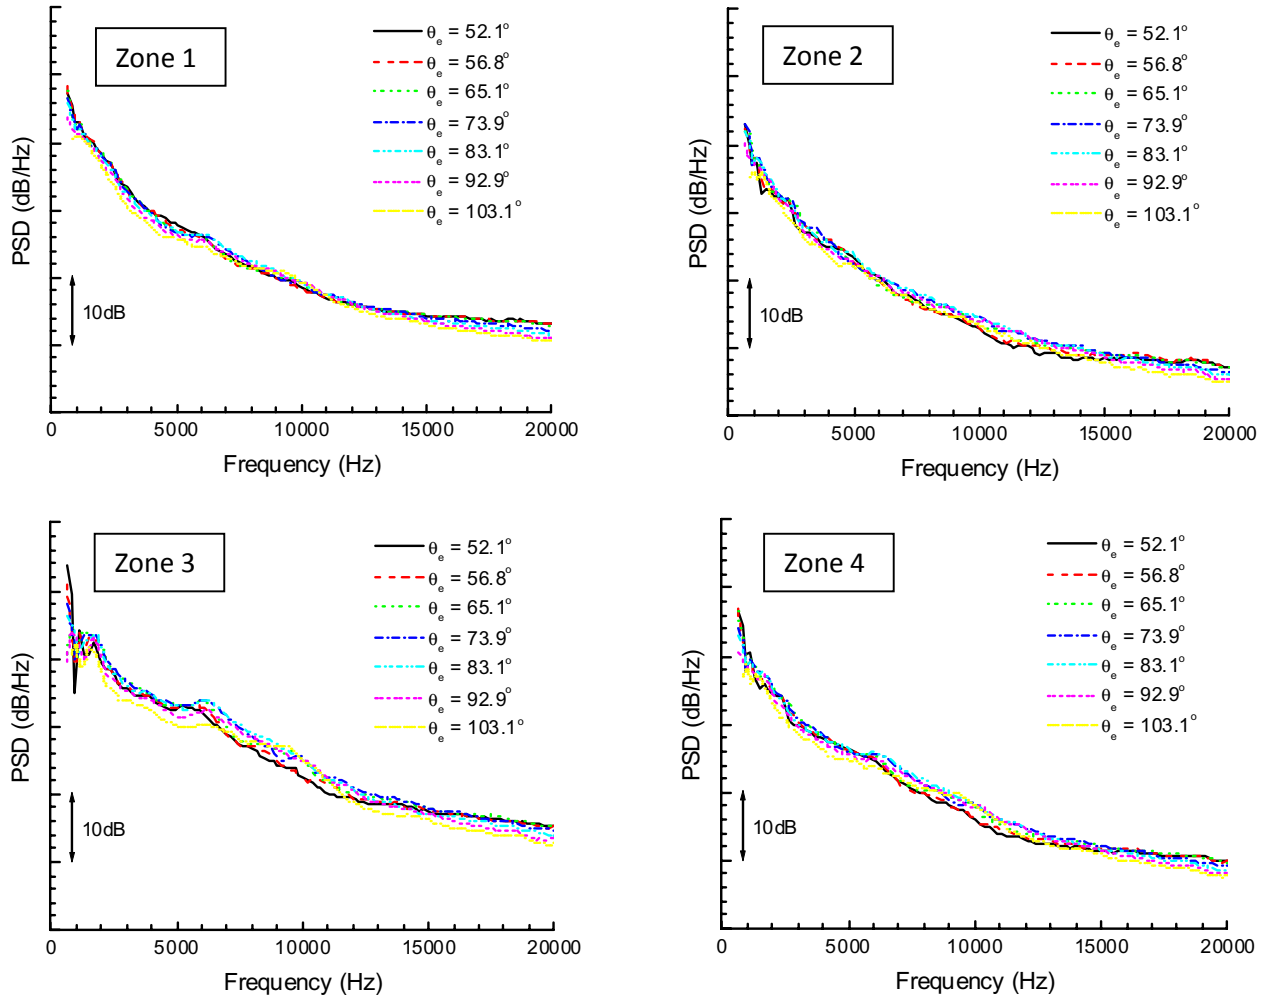 Zone 1
θe = 52.1°
θe = 56.8°
θe = 65.1°
θe = 73.9°
θe = 83.1°
θe = 92.9°
θe = 103.1°
PSD (dB/Hz)
10dB
0 5000 10000 15000 20000
Frequency (Hz)
Zone 2
θe = 52.1°
θe = 56.8°
θe = 65.1°
θe = 73.9°
θe = 83.1°
θe = 92.9°
θe = 103.1°
PSD (dB/Hz)
10dB
0 5000 10000 15000 20000
Frequency (Hz)
Zone 3
θe = 52.1°
θe = 56.8°
θe = 65.1°
θe = 73.9°
θe = 83.1°
θe = 92.9°
θe = 103.1°
PSD (dB/Hz)
10dB
0 5000 10000 15000 20000
Frequency (Hz)
Zone 4
θe = 52.1°
θe = 56.8°
θe = 65.1°
θe = 73.9°
θe = 83.1°
θe = 92.9°
θe = 103.1°
PSD (dB/Hz)
10dB
0 5000 10000 15000 20000
Frequency (Hz)